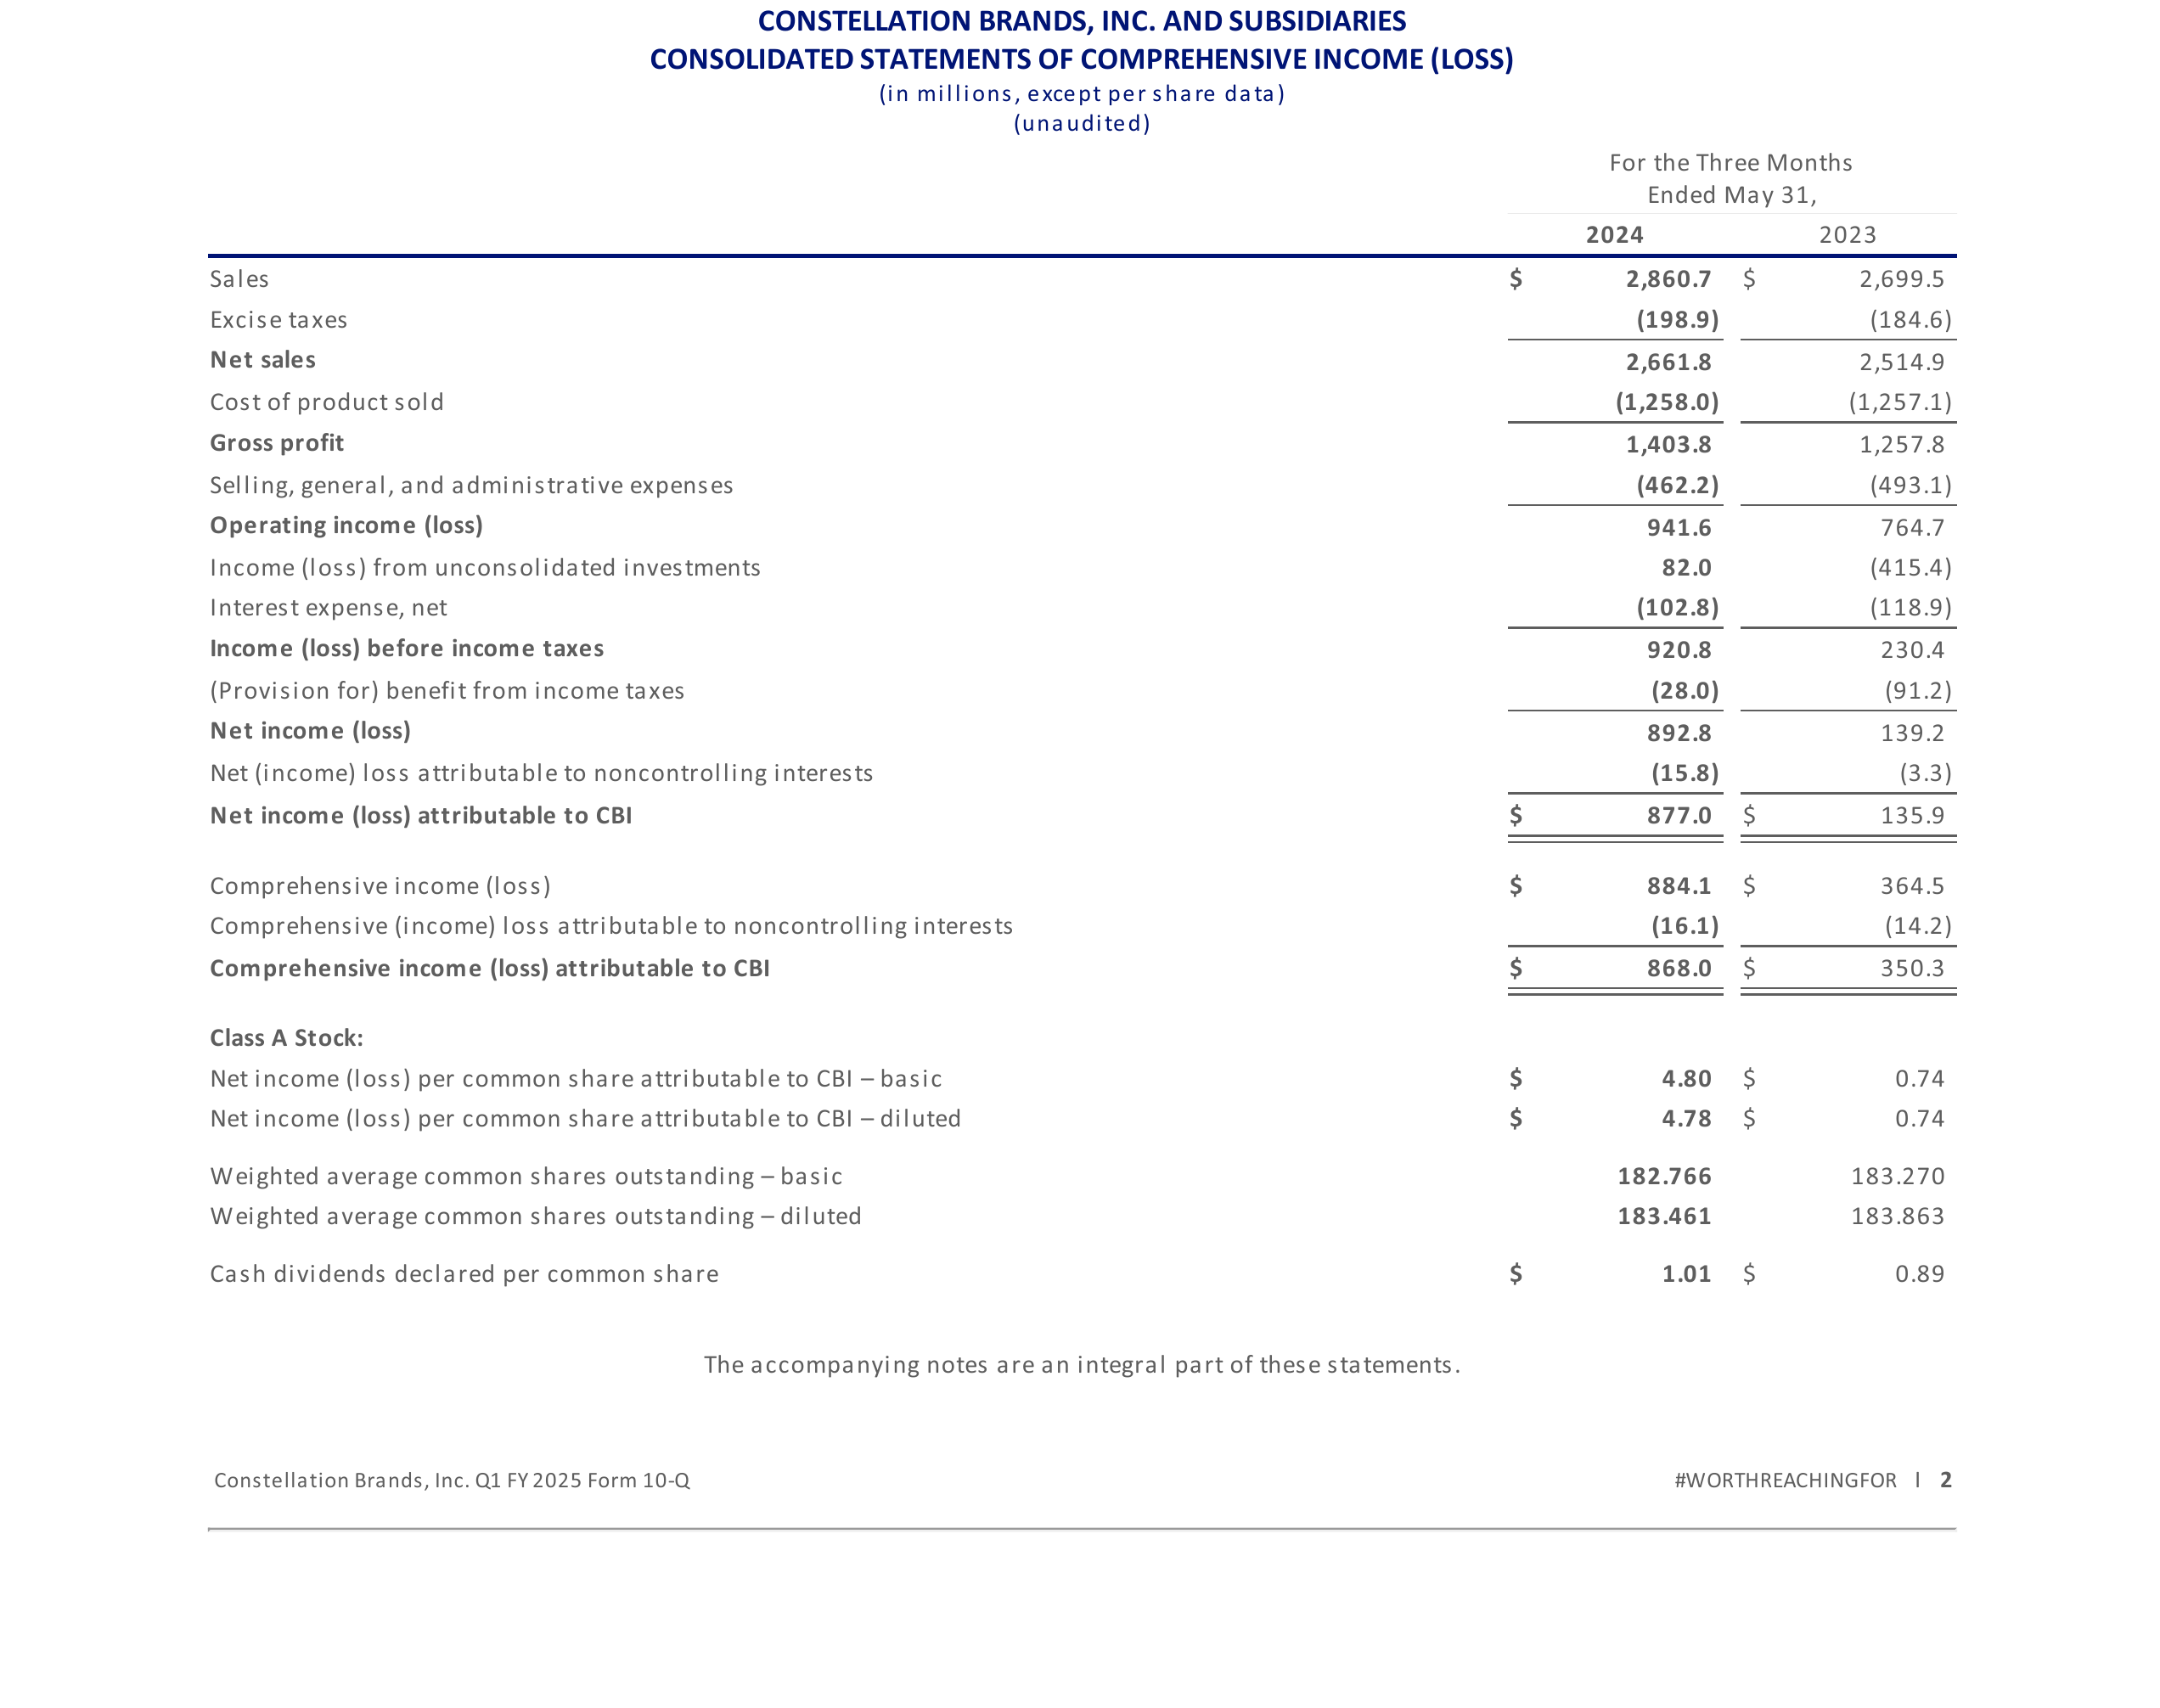 CONSTELLATION BRANDS, INC. AND SUBSIDIARIES
CONSOLIDATED STATEMENTS OF COMPREHENSIVE INCOME (LOSS)
(in millions, except per share data)
(unaudited)
For the Three Months
Ended May 31,
2024 2023
Sales $ 2,860.7 $ 2,699.5
Excise taxes (198.9) (184.6)
Net sales 2,661.8 2,514.9
Cost of product sold (1,258.0) (1,257.1)
Gross profit 1,403.8 1,257.8
Selling, general, and administrative expenses (462.2) (493.1)
Operating income (loss) 941.6 764.7
Income (loss) from unconsolidated investments 82.0 (415.4)
Interest expense, net (102.8) (118.9)
Income (loss) before income taxes 920.8 230.4
(Provision for) benefit from income taxes (28.0) (91.2)
Net income (loss) 892.8 139.2
Net (income) loss attributable to noncontrolling interests (15.8) (3.3)
Net income (loss) attributable to CBI $ 877.0 $ 135.9
Comprehensive income (loss) $ 884.1 $ 364.5
Comprehensive (income) loss attributable to noncontrolling interests (16.1) (14.2)
Comprehensive income (loss) attributable to CBI $ 868.0 $ 350.3
Class A Stock:
Net income (loss) per common share attributable to CBI – basic $ 4.80 $ 0.74
Net income (loss) per common share attributable to CBI – diluted $ 4.78 $ 0.74
Weighted average common shares outstanding – basic 182.766 183.270
Weighted average common shares outstanding – diluted 183.461 183.863
Cash dividends declared per common share $ 1.01 $ 0.89
The accompanying notes are an integral part of these statements.
Constellation Brands, Inc. Q1 FY 2025 Form 10-Q #WORTHREACHINGFOR I 2